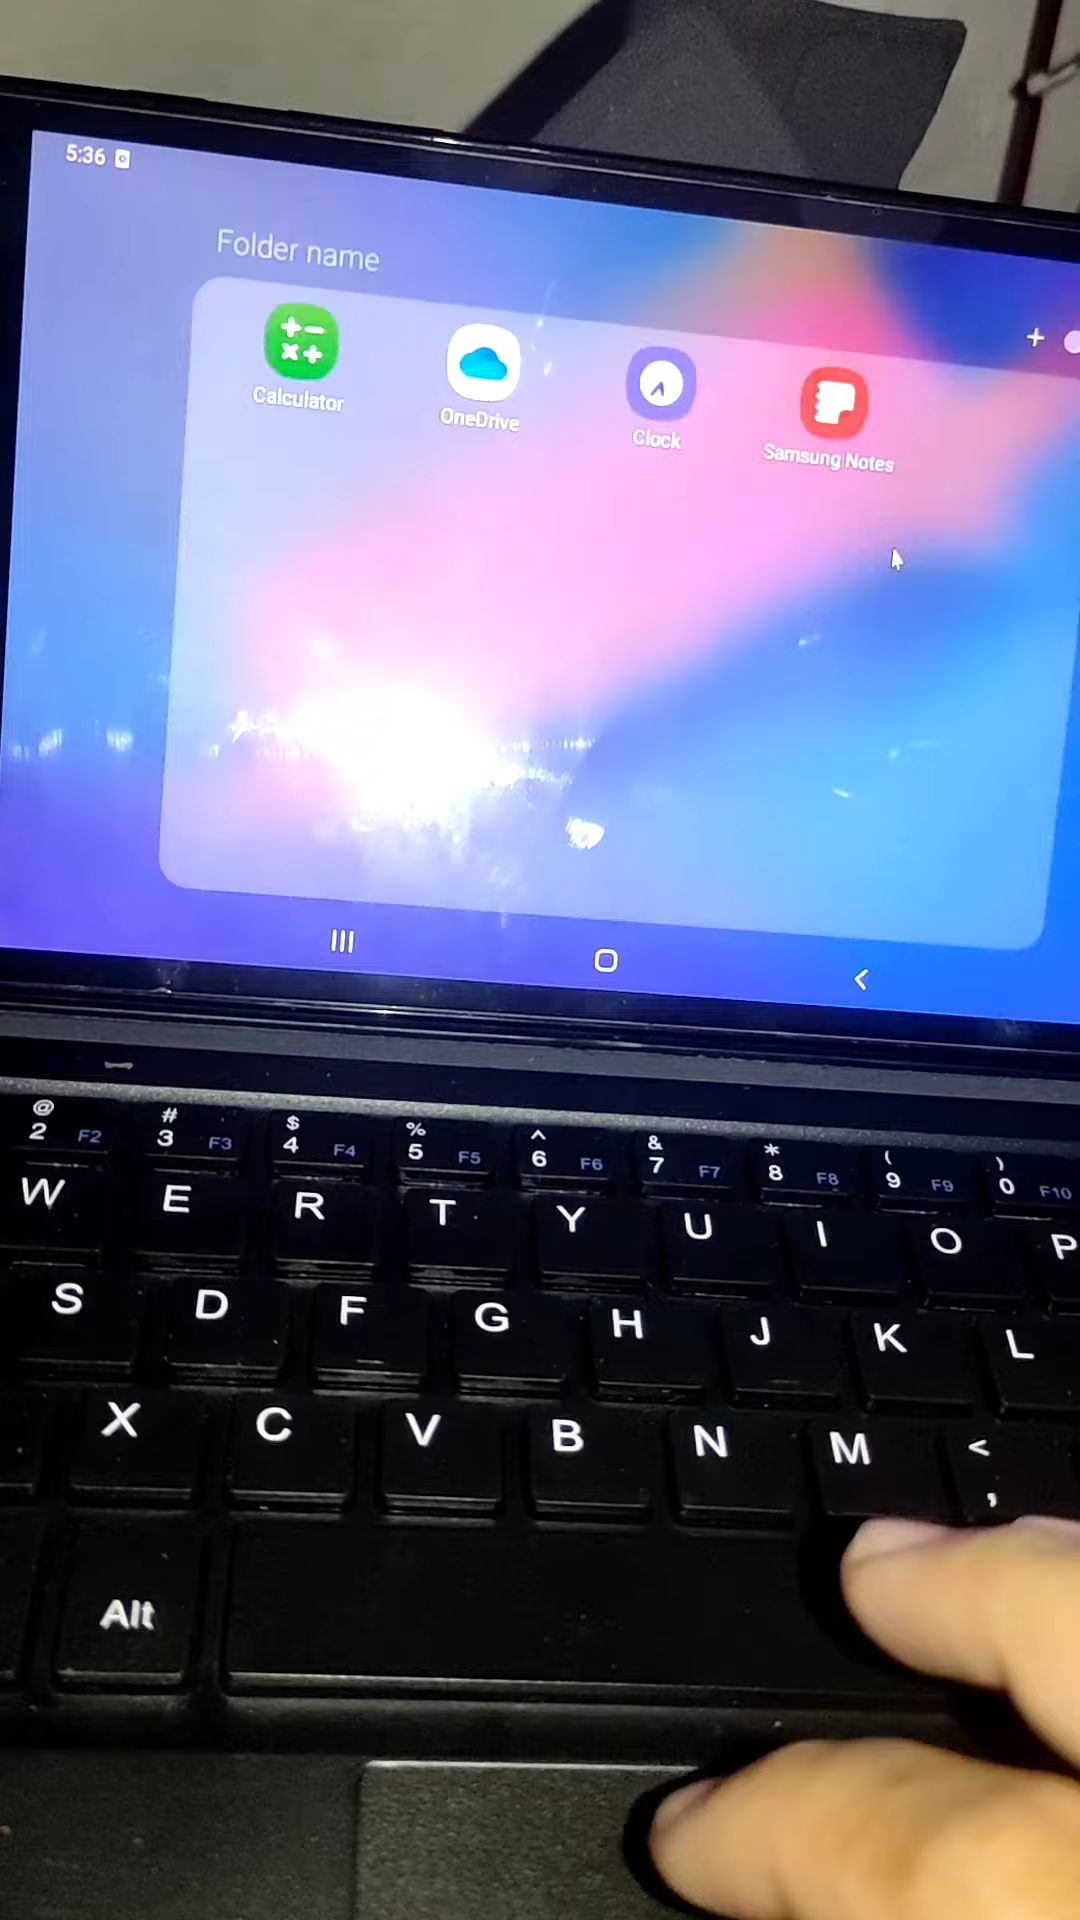 5:36
Folder name
+
Calculator
OneDrive
Clock
Samsung Notes
@ # $ % ^ & * ( )
2 F2 3 F3 4 F4 5 F5 6 F6 7 F7 8 F8 9 F9 0 F10
W E R T Y U I O P
S D F G H J K L
X C V B N M < ,
Alt